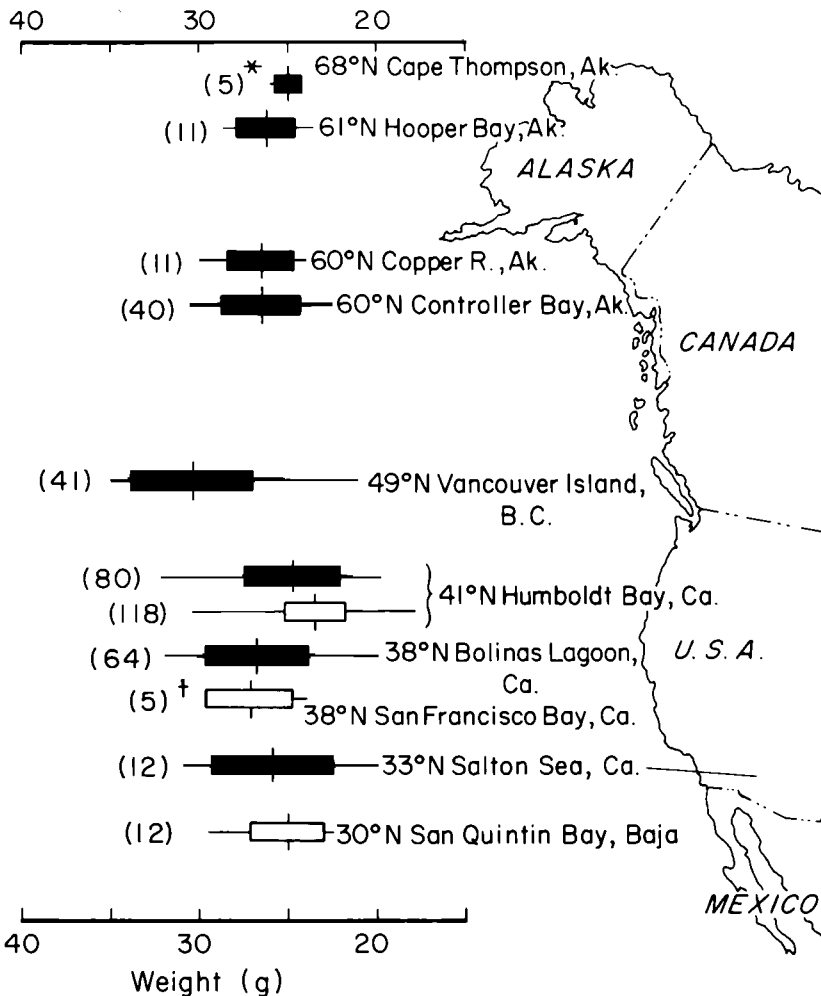 40 30 20
(5)* 68°N Cape Thompson, Ak.
(11) 61°N Hooper Bay, Ak.
ALASKA
(11) 60°N Copper R., Ak.
(40) 60°N Controller Bay, Ak.
CANADA
(41) 49°N Vancouver Island,
B.C.
(80)
41°N Humboldt Bay, Ca.
(118)
(64) 38°N Bolinas Lagoon,
Ca.
U.S.A.
(5)† 38°N San Francisco Bay, Ca.
(12) 33°N Salton Sea, Ca.
(12) 30°N San Quintin Bay, Baja
MEXICO
40 30 20
Weight (g)